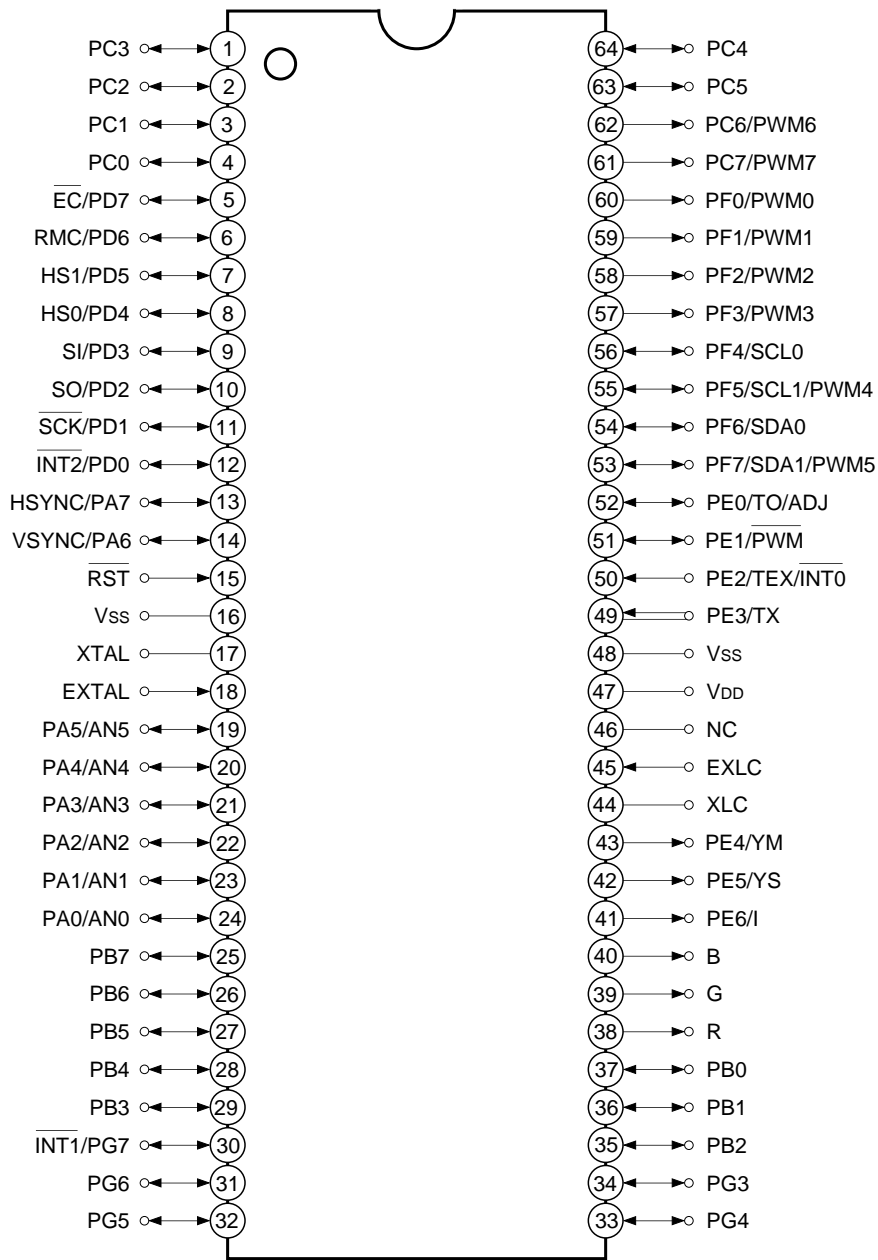 PC3 1 64 PC4
PC2 2 63 PC5
PC1 3 62 PC6/PWM6
PC0 4 61 PC7/PWM7
E̅C̅/PD7 5 60 PF0/PWM0
RMC/PD6 6 59 PF1/PWM1
HS1/PD5 7 58 PF2/PWM2
HS0/PD4 8 57 PF3/PWM3
SI/PD3 9 56 PF4/SCL0
SO/PD2 10 55 PF5/SCL1/PWM4
S̅C̅K̅/PD1 11 54 PF6/SDA0
I̅N̅T̅2̅/PD0 12 53 PF7/SDA1/PWM5
HSYNC/PA7 13 52 PE0/TO/ADJ
VSYNC/PA6 14 51 PE1/P̅W̅M̅
R̅S̅T̅ 15 50 PE2/TEX/I̅N̅T̅0̅
Vss 16 49 PE3/TX
XTAL 17 48 Vss
EXTAL 18 47 VDD
PA5/AN5 19 46 NC
PA4/AN4 20 45 EXLC
PA3/AN3 21 44 XLC
PA2/AN2 22 43 PE4/YM
PA1/AN1 23 42 PE5/YS
PA0/AN0 24 41 PE6/I
PB7 25 40 B
PB6 26 39 G
PB5 27 38 R
PB4 28 37 PB0
PB3 29 36 PB1
I̅N̅T̅1̅/PG7 30 35 PB2
PG6 31 34 PG3
PG5 32 33 PG4